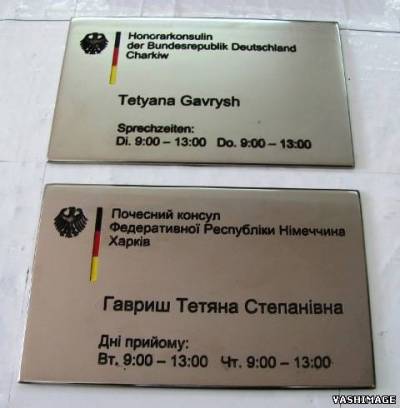 Honorarkonsulin
der Bundesrepublik Deutschland
Charkiw
Tetyana Gavrysh
Sprechzeiten:
Di. 9:00 – 13:00 Do. 9:00 – 13:00
Почесний консул
Федеративної Республіки Німеччина
Харків
Гавриш Тетяна Степанівна
Дні прийому:
Вт. 9:00 – 13:00 Чт. 9:00 – 13:00
YASHIMAGE